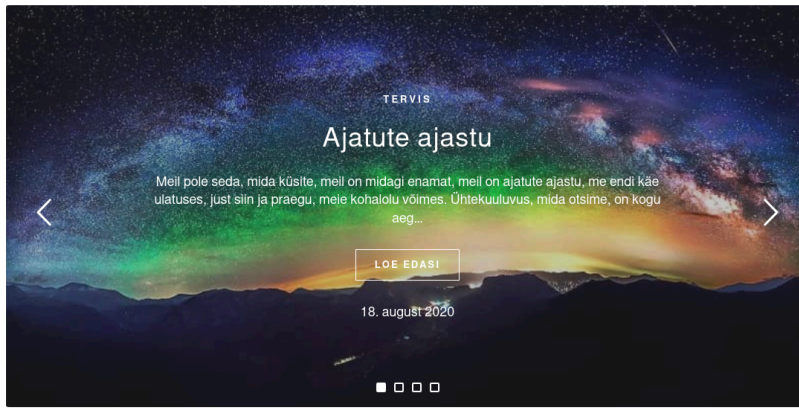 TERVIS
Ajatute ajastu
Meil pole seda, mida küsite, meil on midagi enamat, meil on ajatute ajastu, me endi käe
ulatuses, just siin ja praegu, meie kohalolu võimes. Ühtekuuluvus, mida otsime, on kogu
aeg...
LOE EDASI
18. august 2020